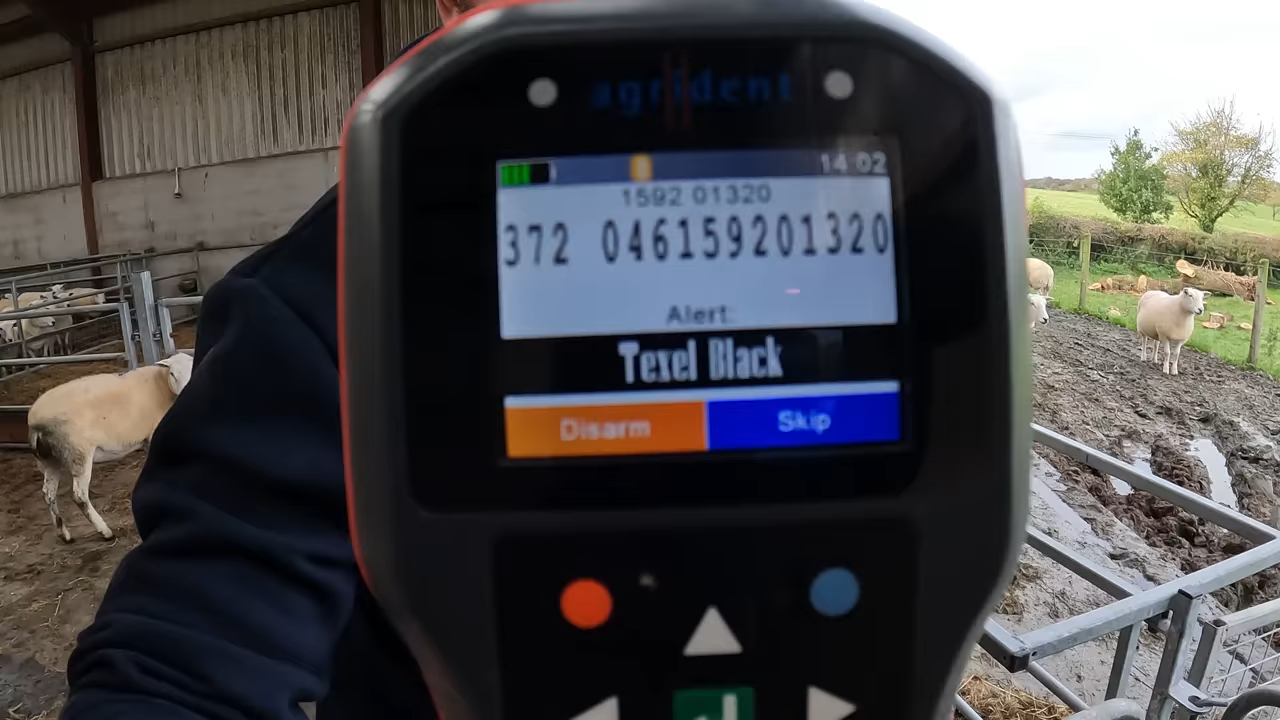 agrident
14:02
1592 01320
372 046159201320
Alert:
Texel Black
Disarm
Skip